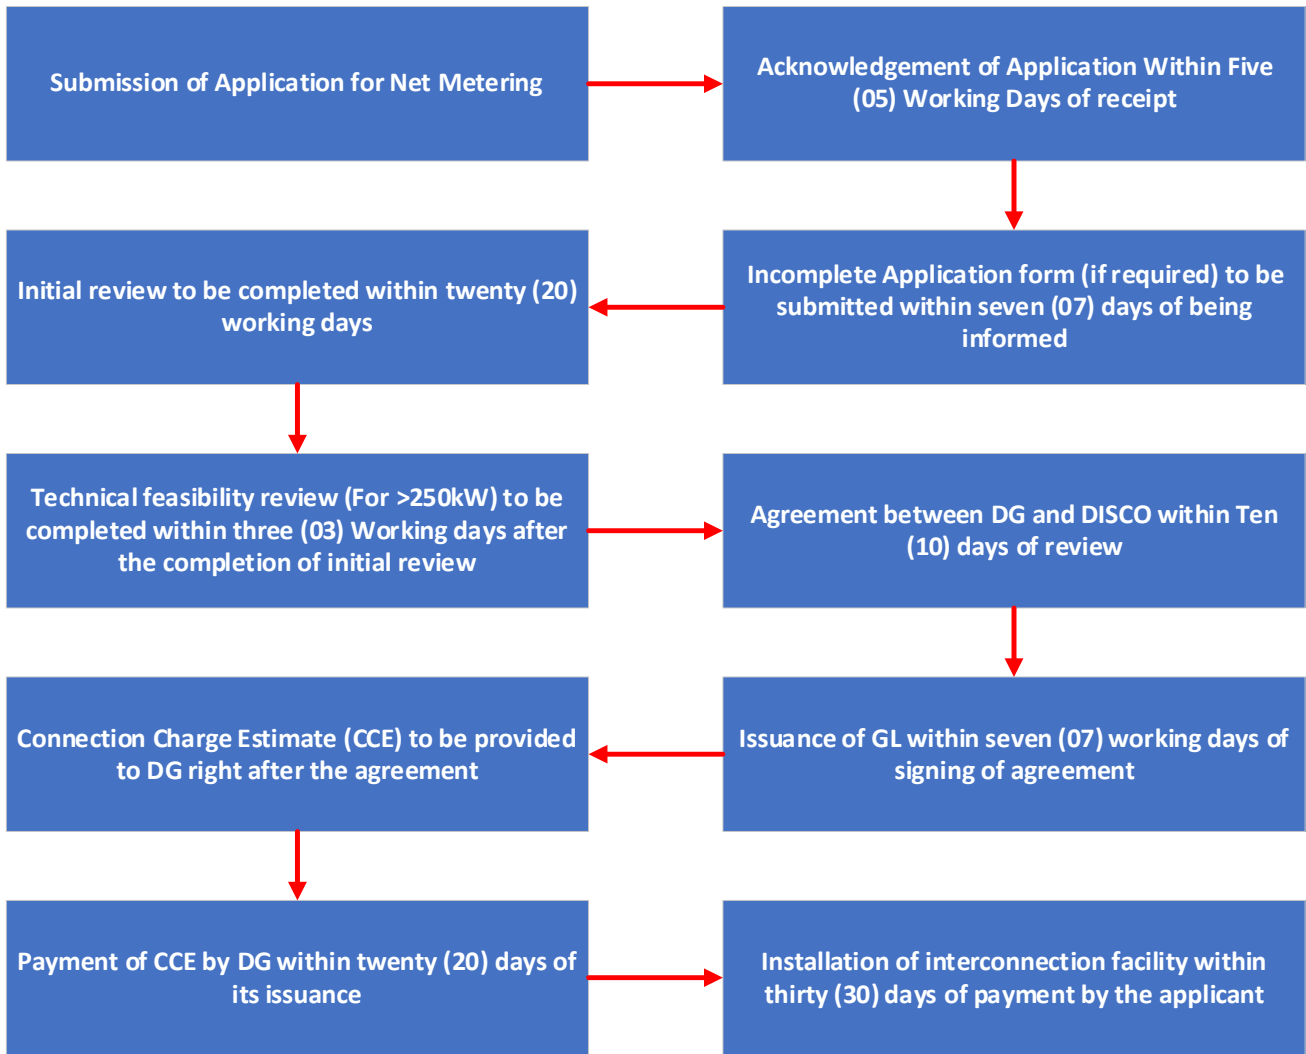 Submission of Application for Net Metering
Acknowledgement of Application Within Five
(05) Working Days of receipt
Incomplete Application form (if required) to be
submitted within seven (07) days of being
informed
Initial review to be completed within twenty (20)
working days
Technical feasibility review (For >250kW) to be
completed within three (03) Working days after
the completion of initial review
Agreement between DG and DISCO within Ten
(10) days of review
Issuance of GL within seven (07) working days of
signing of agreement
Connection Charge Estimate (CCE) to be provided
to DG right after the agreement
Payment of CCE by DG within twenty (20) days of
its issuance
Installation of interconnection facility within
thirty (30) days of payment by the applicant